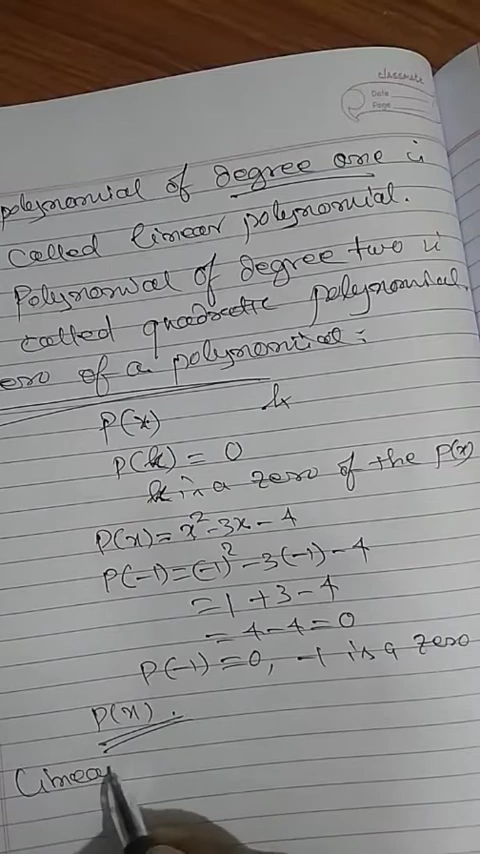 classmate
Date
Page
polynomial of degree one is
called linear polynomial.
Polynomial of degree two is
called quadratic polynomial.
ero of a polynomial :
P(x) k
P(k) = 0
k is a zero of the P(x)
P(x) = x² - 3x - 4
P(-1) = (-1)² - 3(-1) - 4
= 1 + 3 - 4
= 4 - 4 = 0
P(-1) = 0, -1 is a zero
P(x) .
Linea